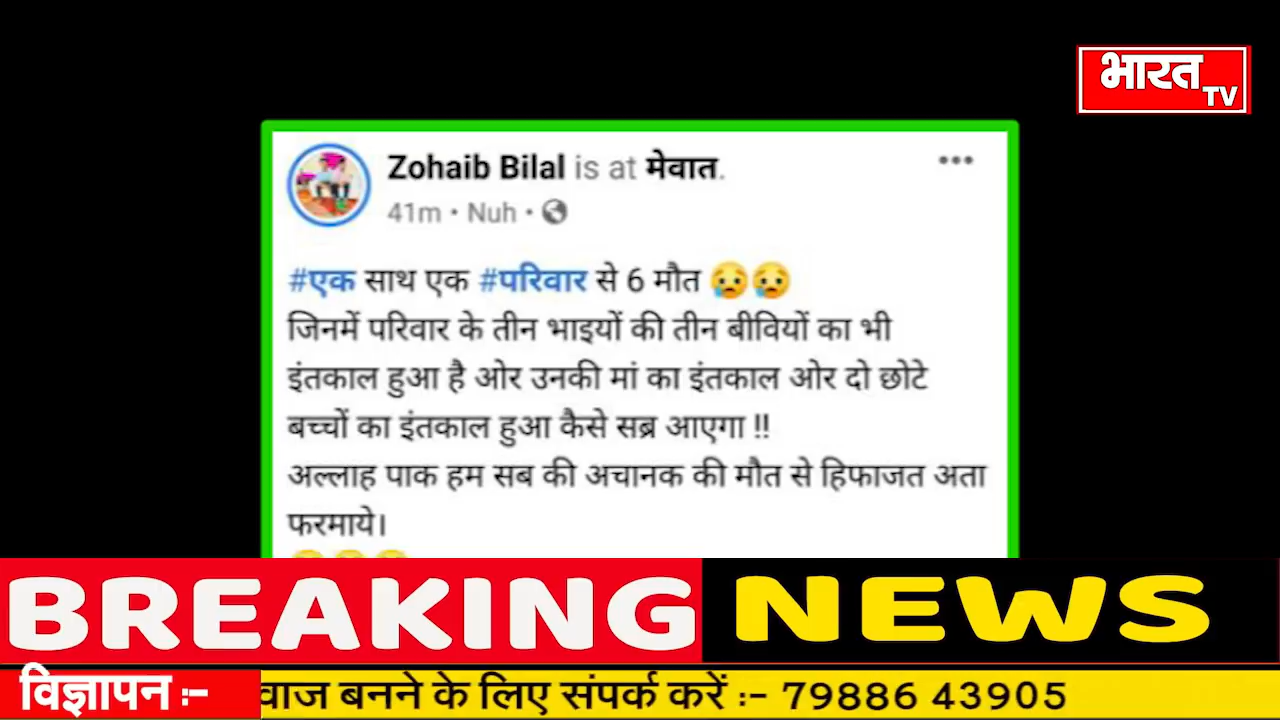 भारत
TV
Zohaib Bilal is at मेवात.
41m • Nuh •
#एक साथ एक #परिवार से 6 मौत 😥😥
जिनमें परिवार के तीन भाइयों की तीन बीवियों का भी
इंतकाल हुआ है ओर उनकी मां का इंतकाल ओर दो छोटे
बच्चों का इंतकाल हुआ कैसे सब्र आएगा !!
अल्लाह पाक हम सब की अचानक की मौत से हिफाजत अता
फरमाये।
BREAKING NEWS
विज्ञापन :- वाज बनने के लिए संपर्क करें :- 79886 43905